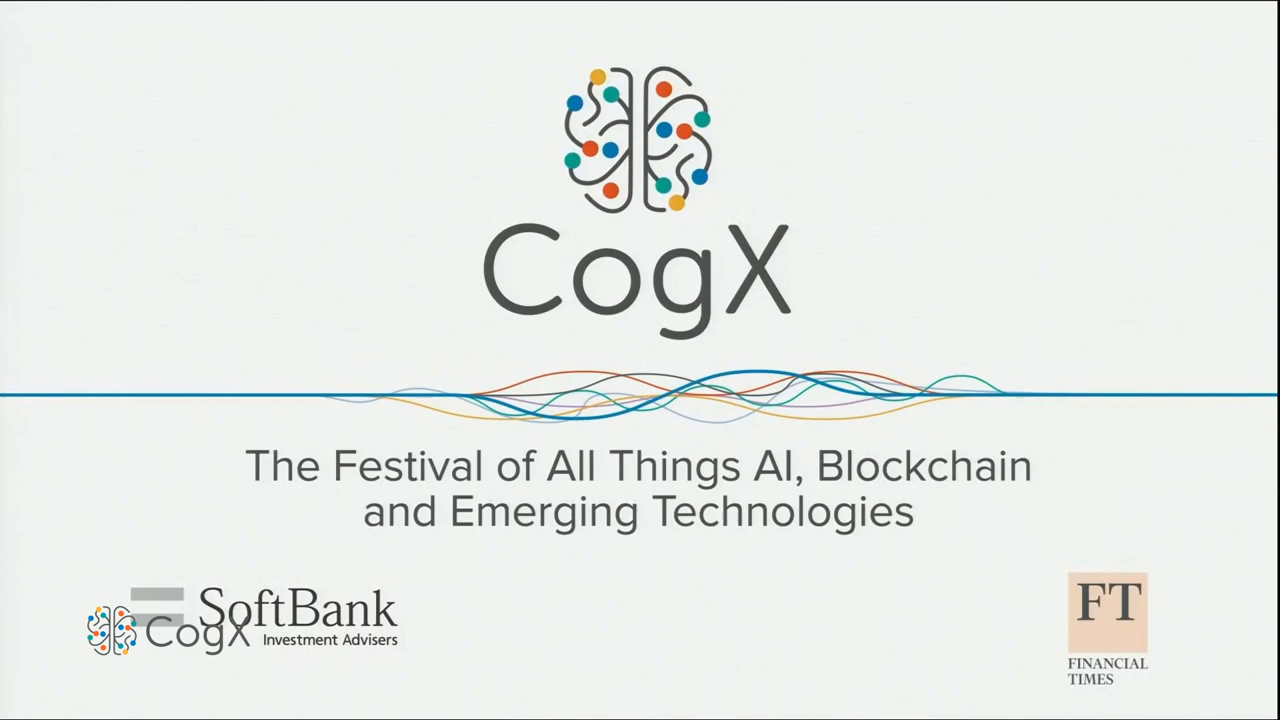 CogX
The Festival of All Things AI, Blockchain
and Emerging Technologies
SoftBank
CogX
Investment Advisers
FT
FINANCIAL
TIMES